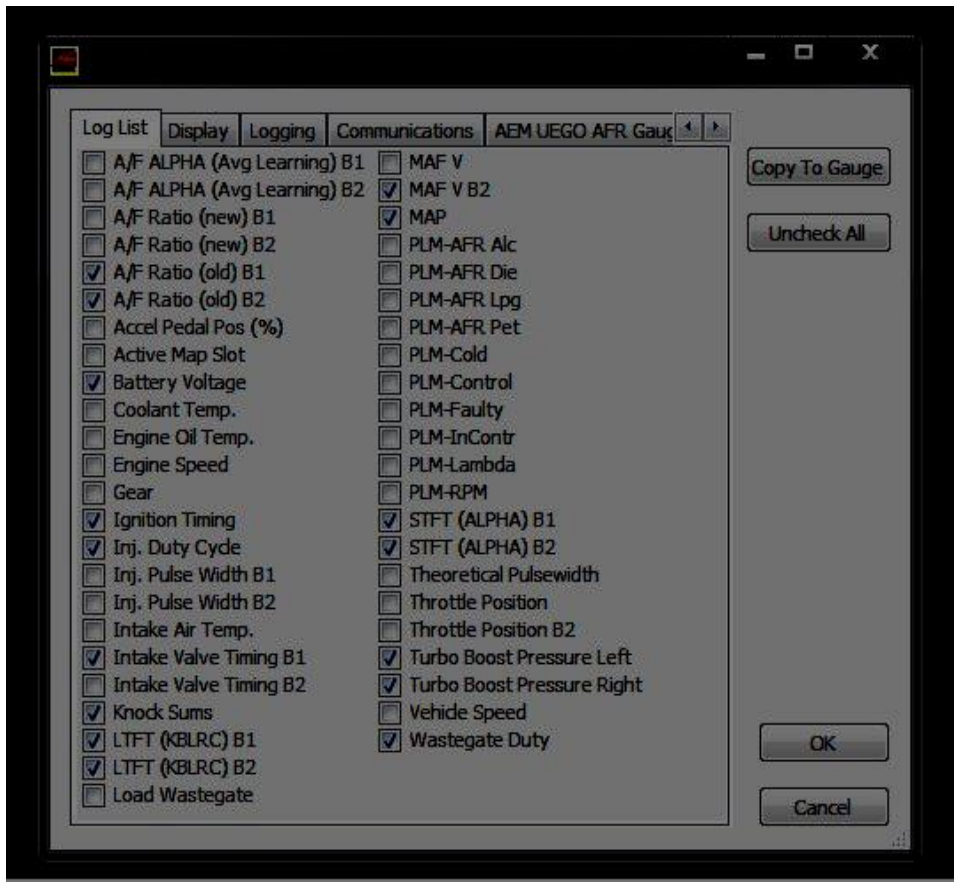 Log List
Display
Logging
Communications
AEM UEGO AFR Gaug
A/F ALPHA (Avg Learning) B1
A/F ALPHA (Avg Learning) B2
A/F Ratio (new) B1
A/F Ratio (new) B2
A/F Ratio (old) B1
A/F Ratio (old) B2
Accel Pedal Pos (%)
Active Map Slot
Battery Voltage
Coolant Temp.
Engine Oil Temp.
Engine Speed
Gear
Ignition Timing
Inj. Duty Cycle
Inj. Pulse Width B1
Inj. Pulse Width B2
Intake Air Temp.
Intake Valve Timing B1
Intake Valve Timing B2
Knock Sums
LTFT (KBLRC) B1
LTFT (KBLRC) B2
Load Wastegate
MAF V
MAF V B2
MAP
PLM-AFR Alc
PLM-AFR Die
PLM-AFR Lpg
PLM-AFR Pet
PLM-Cold
PLM-Control
PLM-Faulty
PLM-InContr
PLM-Lambda
PLM-RPM
STFT (ALPHA) B1
STFT (ALPHA) B2
Theoretical Pulsewidth
Throttle Position
Throttle Position B2
Turbo Boost Pressure Left
Turbo Boost Pressure Right
Vehicle Speed
Wastegate Duty
Copy To Gauge
Uncheck All
OK
Cancel